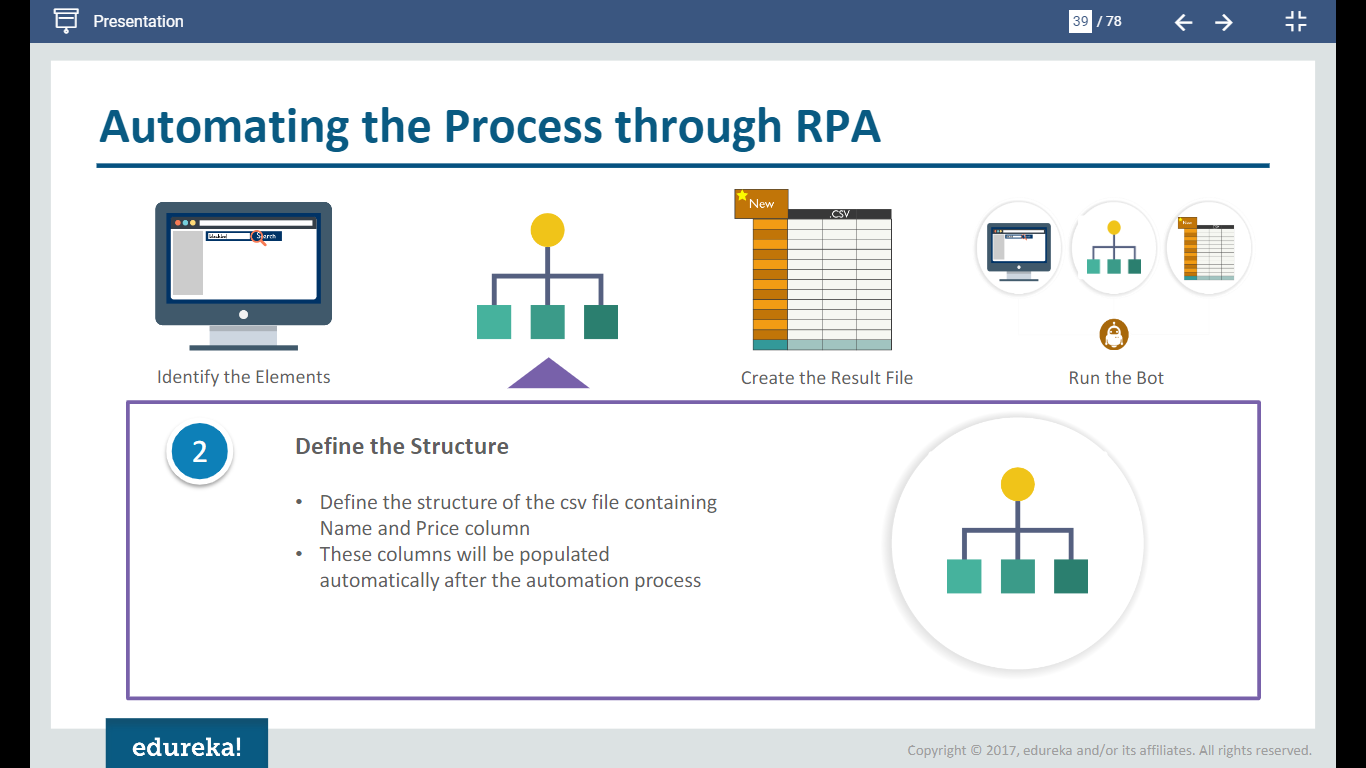 Presentation
39 / 78
Automating the Process through RPA
Search
New
.CSV
Identify the Elements
Create the Result File
Run the Bot
2
Define the Structure
• Define the structure of the csv file containing
Name and Price column
• These columns will be populated
automatically after the automation process
edureka!
Copyright © 2017, edureka and/or its affiliates. All rights reserved.